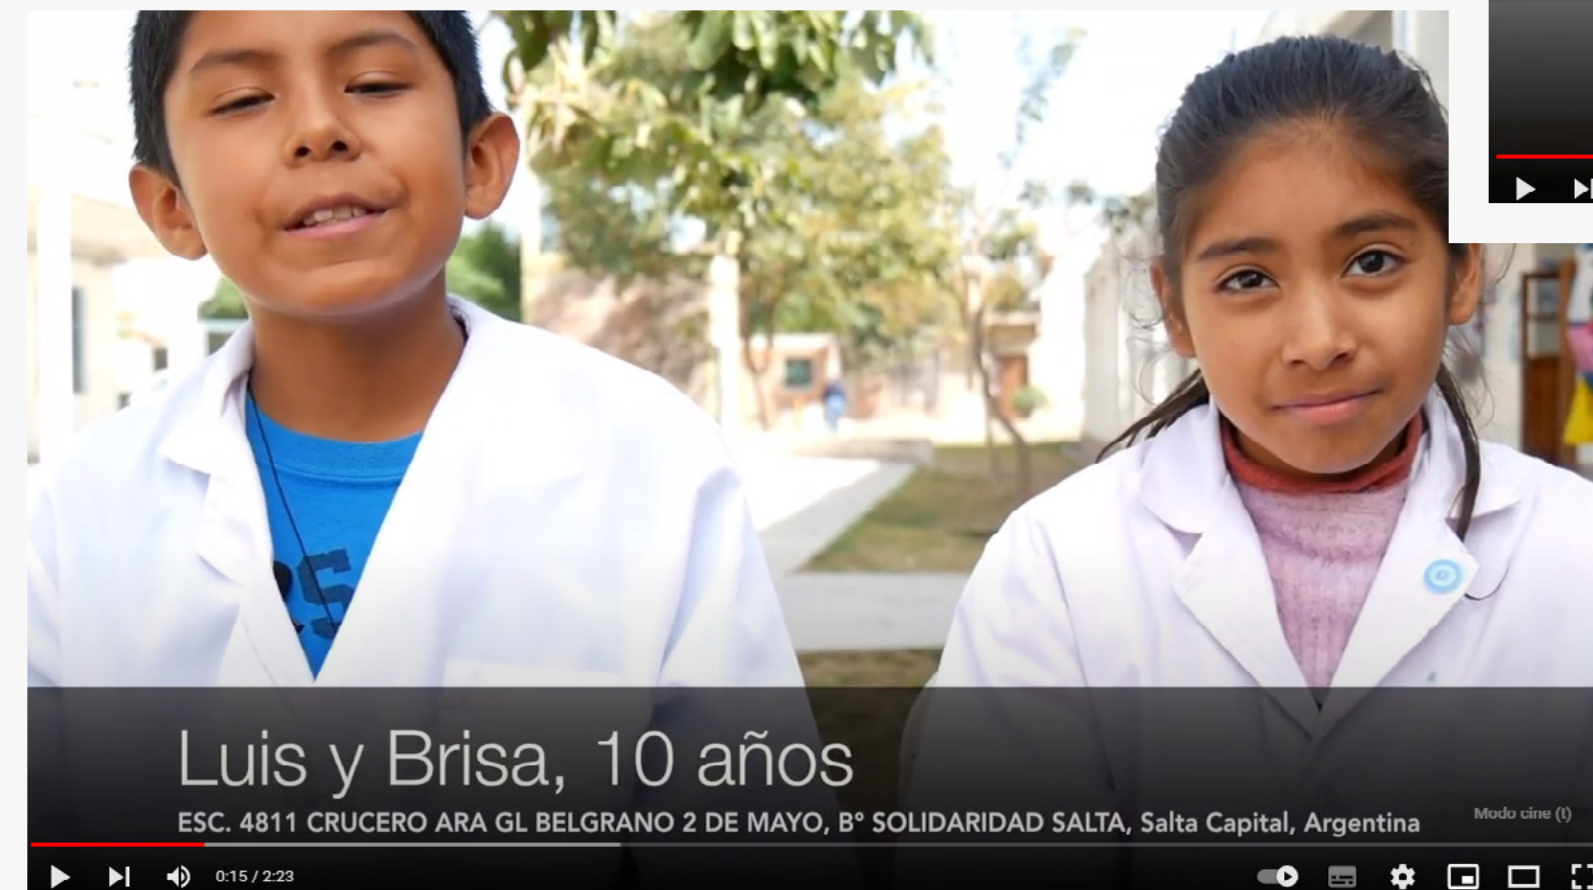 Luis y Brisa, 10 años
ESC. 4811 CRUCERO ARA GL BELGRANO 2 DE MAYO, B° SOLIDARIDAD SALTA, Salta Capital, Argentina
Modo cine (t)
0:15 / 2:23